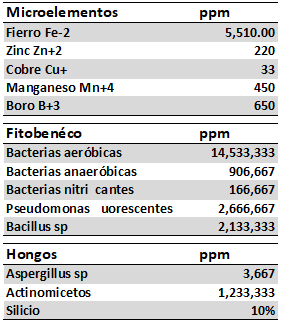 Microelementos ppm
Fierro Fe-2 5,510.00
Zinc Zn+2 220
Cobre Cu+ 33
Manganeso Mn+4 450
Boro B+3 650
Fitobenéco ppm
Bacterias aeróbicas 14,533,333
Bacterias anaeróbicas 906,667
Bacterias nitri cantes 166,667
Pseudomonas uorescentes 2,666,667
Bacillus sp 2,133,333
Hongos ppm
Aspergillus sp 3,667
Actinomicetos 1,233,333
Silicio 10%